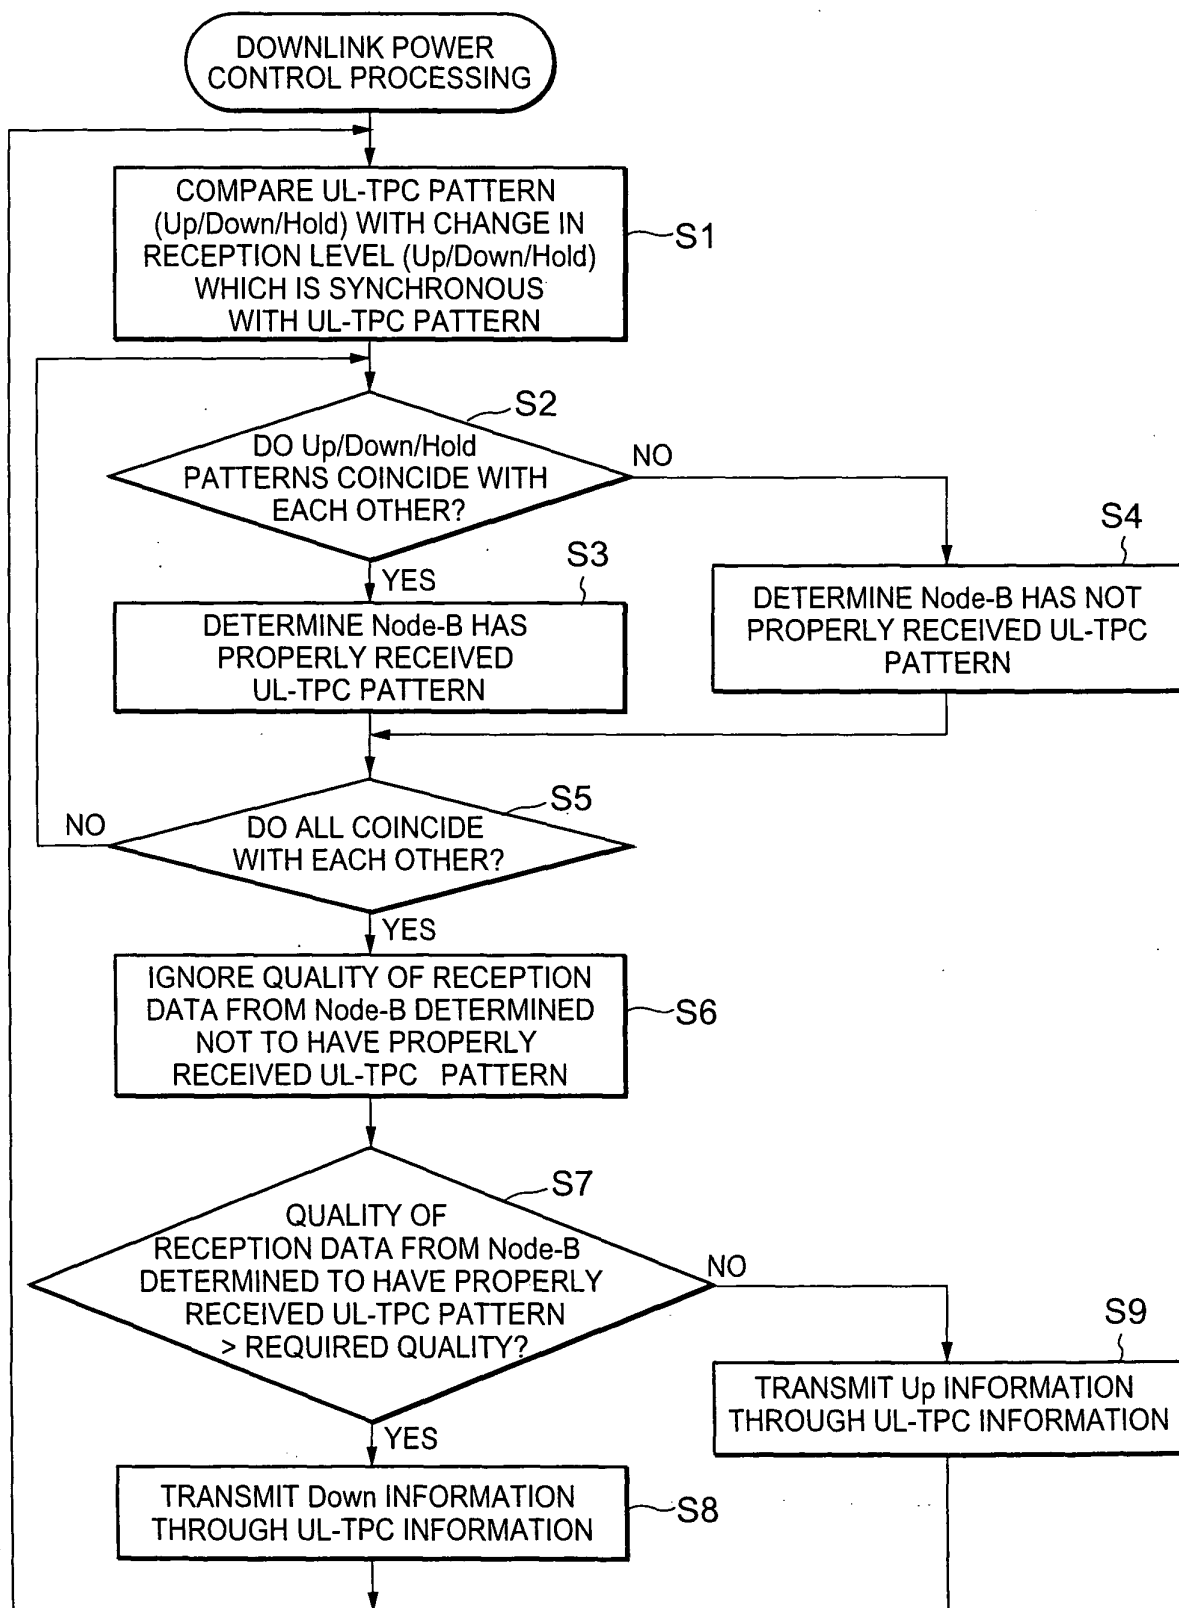 DOWNLINK POWER
CONTROL PROCESSING
COMPARE UL-TPC PATTERN
(Up/Down/Hold) WITH CHANGE IN
RECEPTION LEVEL (Up/Down/Hold)
WHICH IS SYNCHRONOUS
WITH UL-TPC PATTERN
S1
S2
DO Up/Down/Hold
PATTERNS COINCIDE WITH
EACH OTHER?
NO
YES
S3
DETERMINE Node-B HAS
PROPERLY RECEIVED
UL-TPC PATTERN
S4
DETERMINE Node-B HAS NOT
PROPERLY RECEIVED UL-TPC
PATTERN
S5
NO
DO ALL COINCIDE
WITH EACH OTHER?
YES
IGNORE QUALITY OF RECEPTION
DATA FROM Node-B DETERMINED
NOT TO HAVE PROPERLY
RECEIVED UL-TPC PATTERN
S6
S7
QUALITY OF
RECEPTION DATA FROM Node-B
DETERMINED TO HAVE PROPERLY
RECEIVED UL-TPC PATTERN
> REQUIRED QUALITY?
NO
YES
S9
TRANSMIT Up INFORMATION
THROUGH UL-TPC INFORMATION
TRANSMIT Down INFORMATION
THROUGH UL-TPC INFORMATION
S8